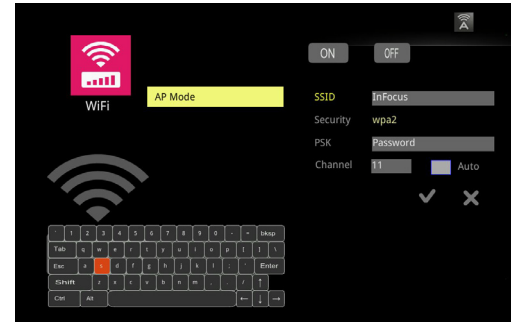 A
ON OFF
WiFi
AP Mode
SSID InFocus
Security wpa2
PSK Password
Channel 11 Auto
1 2 3 4 5 6 7 8 9 0 - = bksp
Tab q w e r t y u i o p [ ] \
Esc a s d f g h j k l ; ' Enter
Shift z x c v b n m , . / ↑
Ctrl Alt ← ↓ →